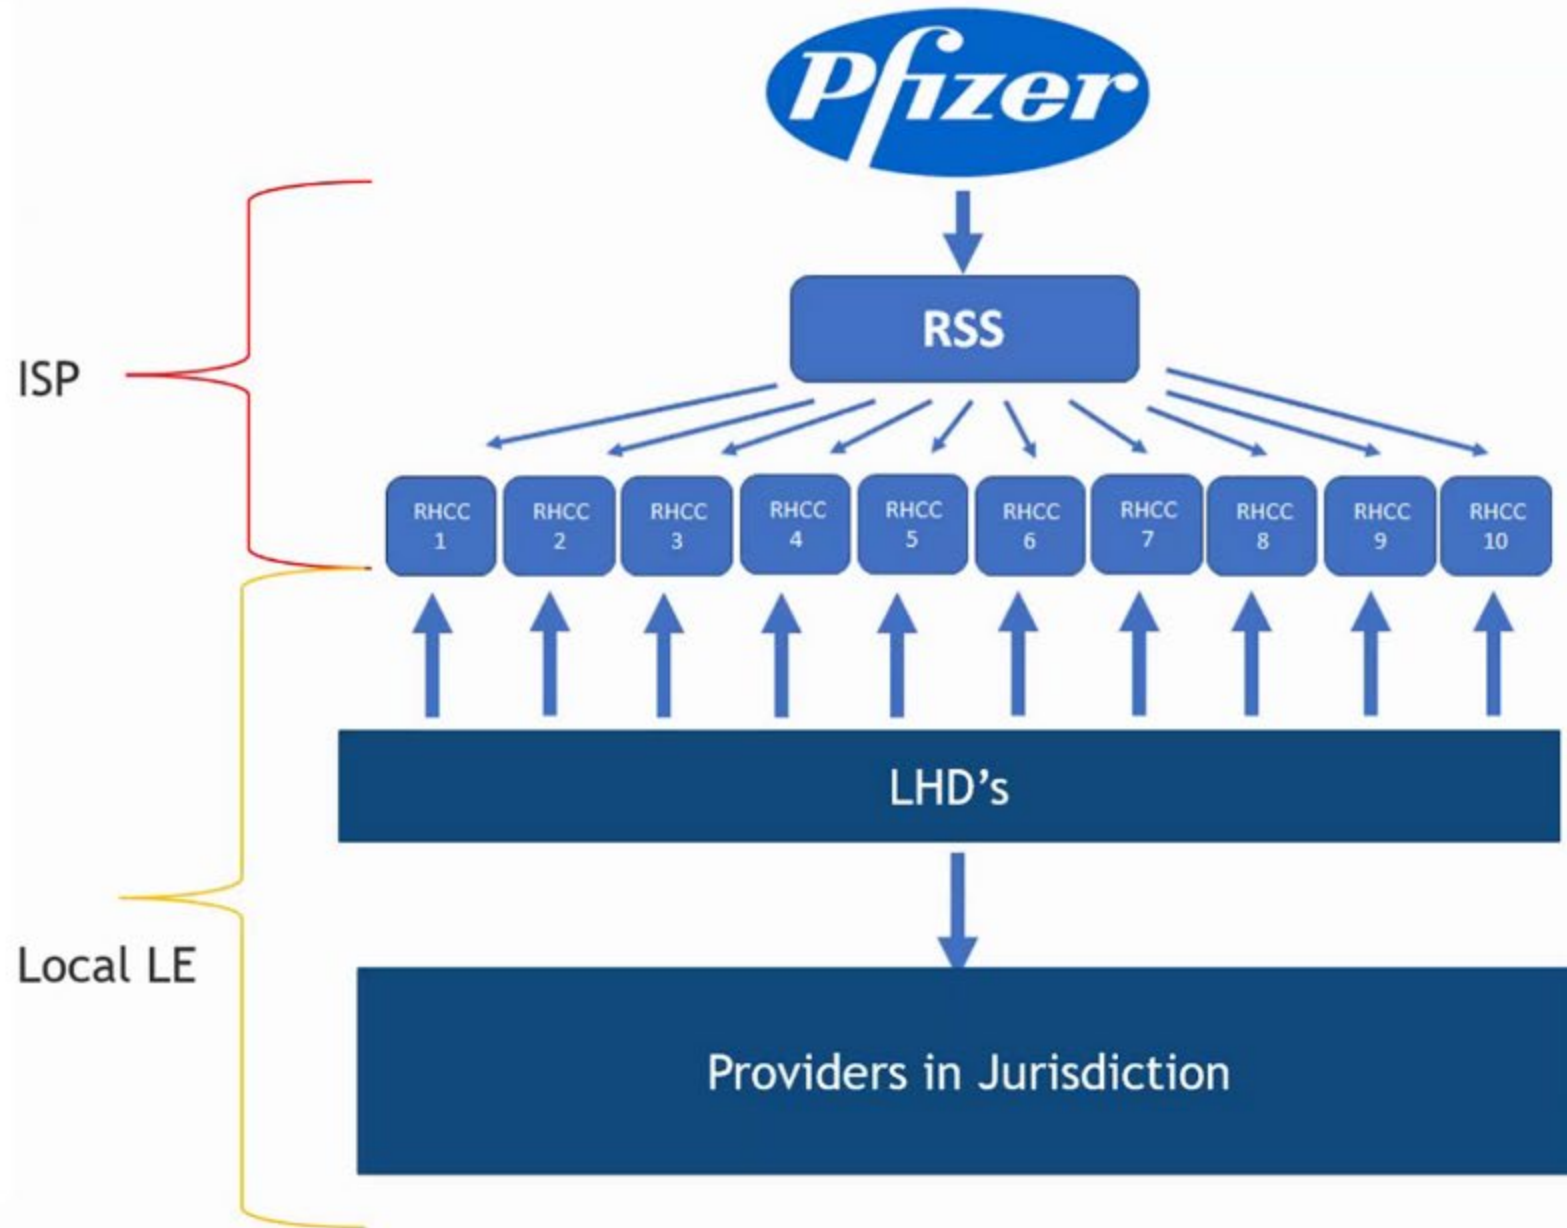 Pfizer
RSS
ISP
RHCC
1
RHCC
2
RHCC
3
RHCC
4
RHCC
5
RHCC
6
RHCC
7
RHCC
8
RHCC
9
RHCC
10
LHD’s
Local LE
Providers in Jurisdiction